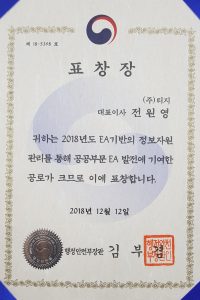 제 18-5398 호
표창장
(주)타지
대표이사 전원영
귀하는 2018년도 EA기반의 정보자원
관리를 통해 공공부문 EA 발전에 기여한
공로가 크므로 이에 표창합니다.
2018년 12월 12일
행정안전부장관 김부겸